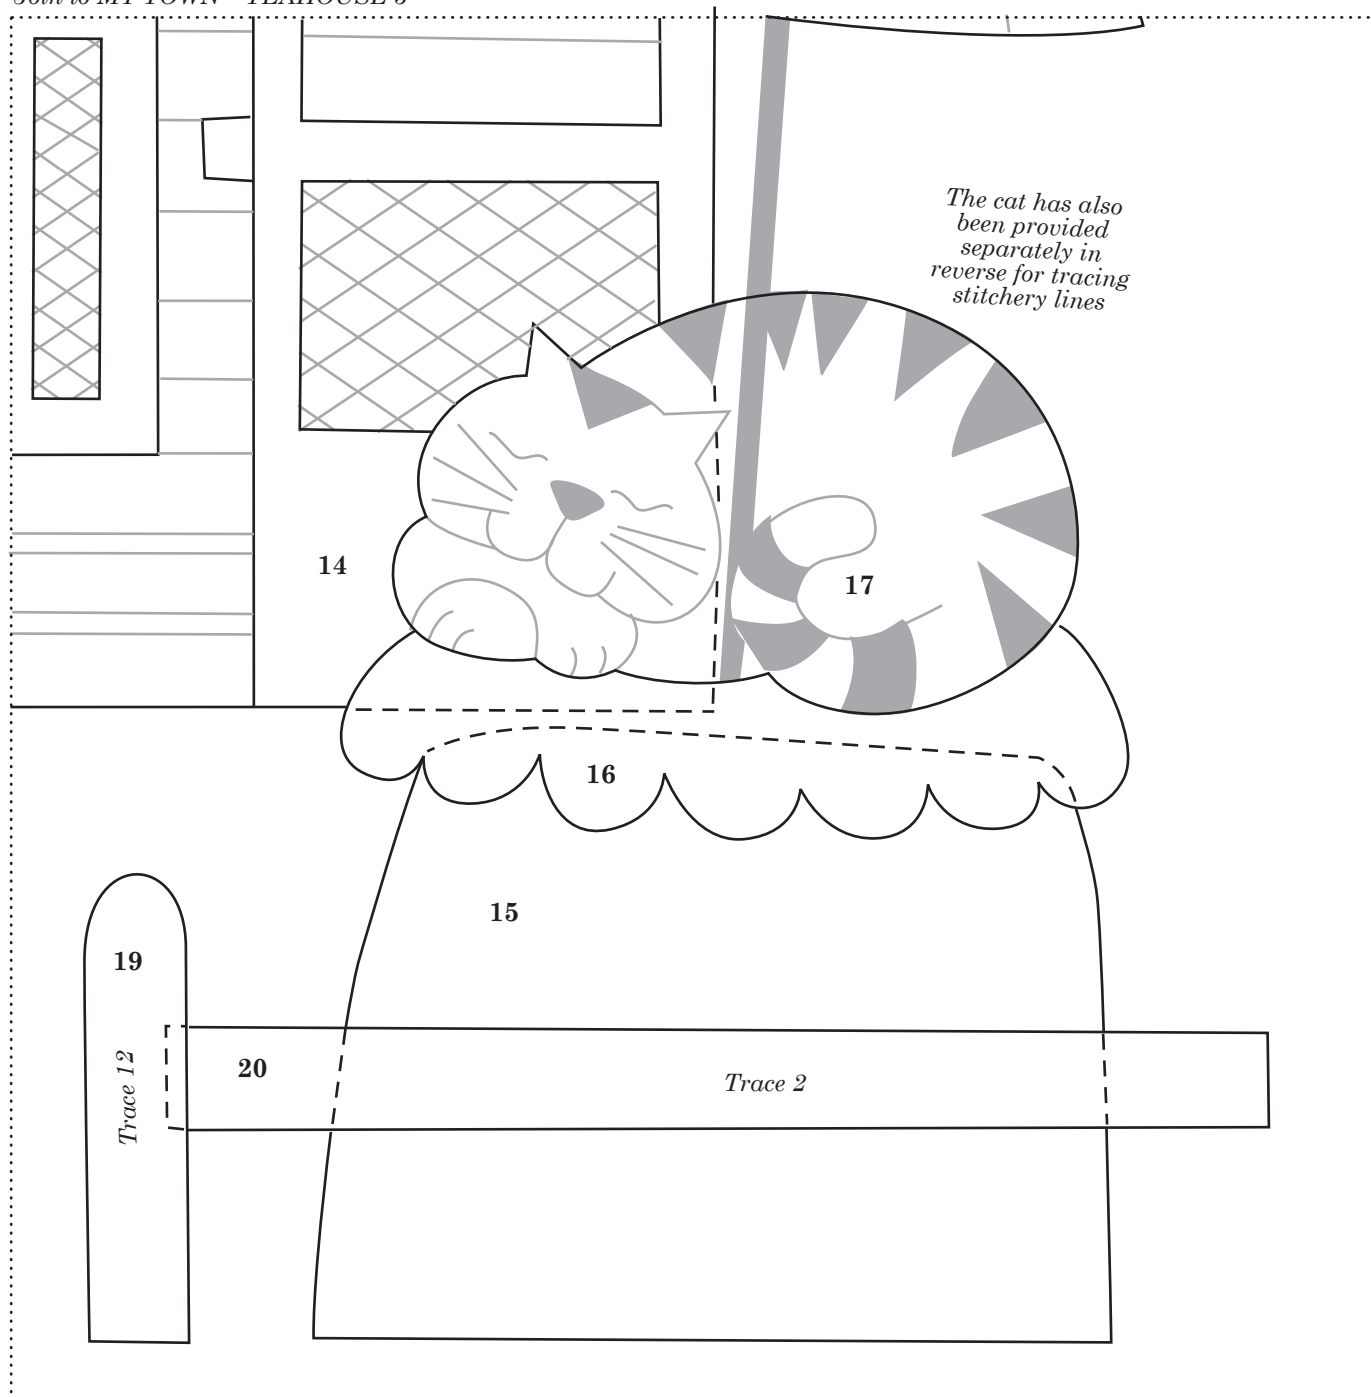 The cat has also
been provided
separately in
reverse for tracing
stitchery lines
14
17
16
15
19
Trace 12
20
Trace 2